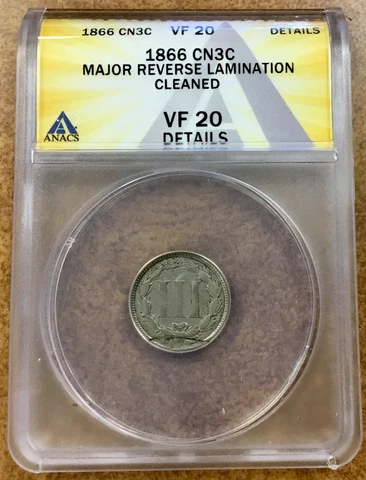 1866 CN3C VF 20 DETAILS
1866 CN3C
MAJOR REVERSE LAMINATION
CLEANED
ANACS
VF 20
DETAILS
III